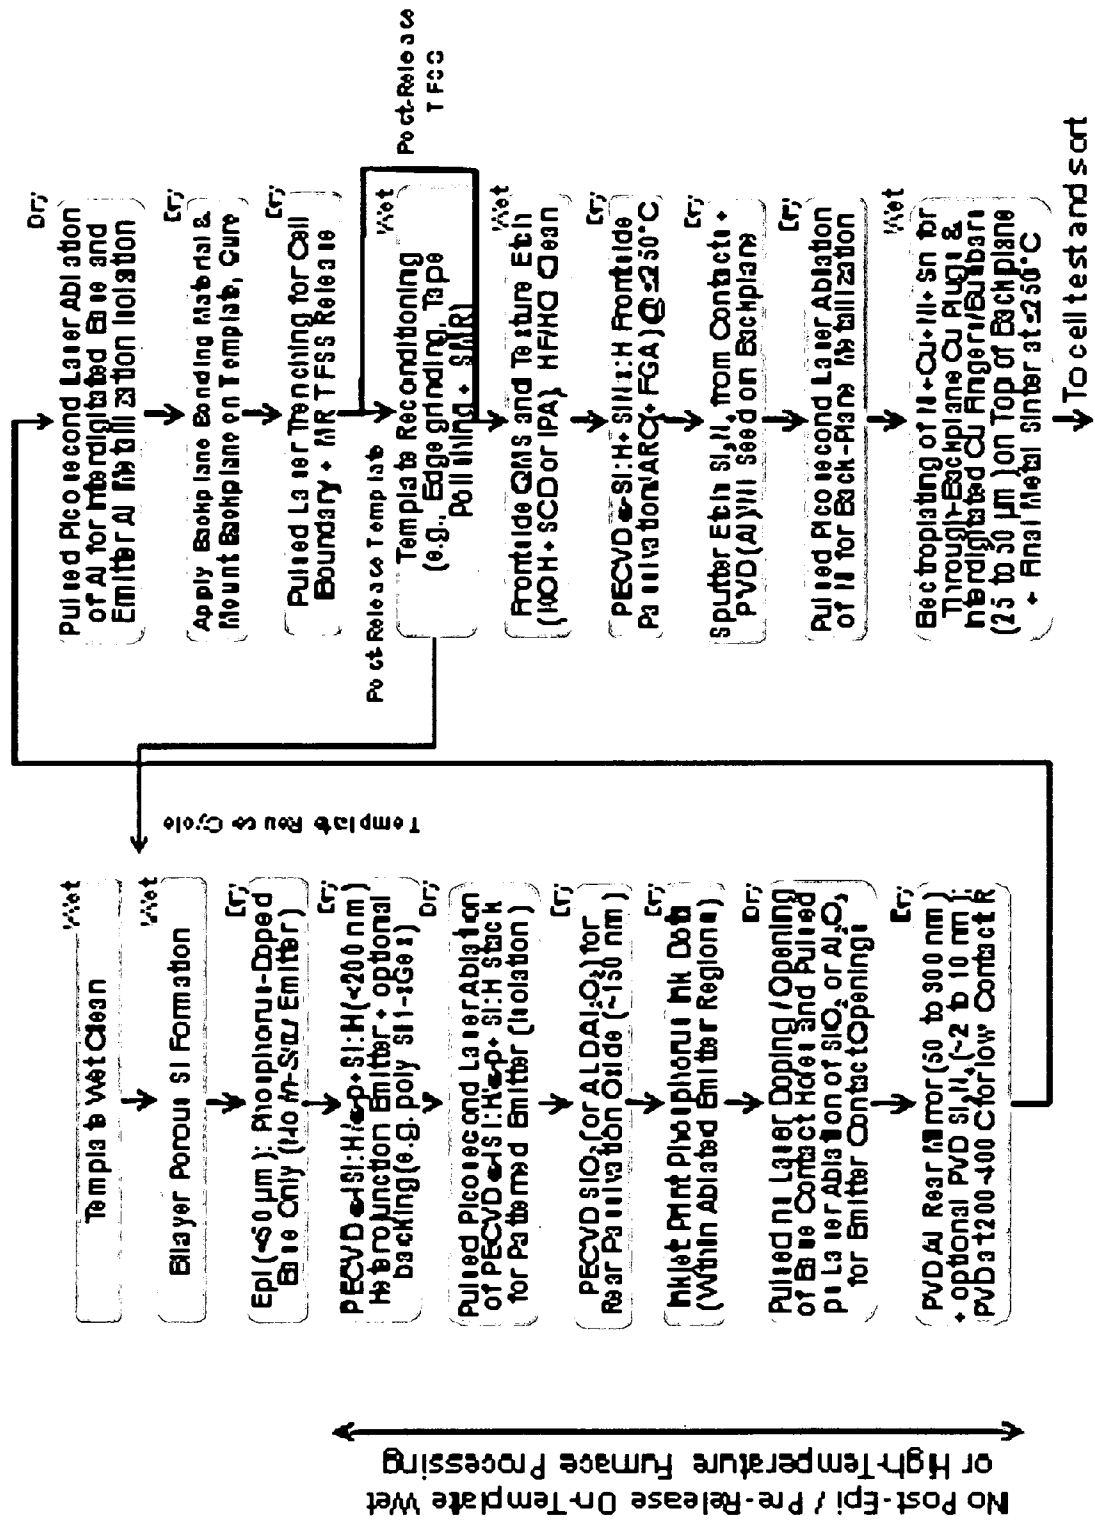 Template Wet Clean
Wet
Bilayer Porous Si Formation
Wet
Epi (<50 µm): Phosphorus-Doped
Base Only (No In-Situ Emitter)
Dry
PECVD a-(Si:H/a-p+ Si:H (<200 nm)
Heterojunction Emitter + optional
backing (e.g. poly Si1-xGex)
Dry
Pulsed Picosecond Laser Ablation
of PECVD a-(Si:H/a-p+ Si:H Stack
for Patterned Emitter (Isolation)
Dry
PECVD SiO₂ (or ALD Al₂O₃) for
Rear Passivation Oxide (~150 nm)
Dry
Inkjet Print Phosphorus Ink Dots
(Within Ablated Emitter Regions)
Dry
Pulsed ns Laser Doping / Opening
of Base Contact Holes and Pulsed
ps Laser Ablation of SiO₂ or Al₂O₃
for Emitter Contact Openings
Dry
PVD Al Rear Mirror (50 to 300 nm)
+ optional PVD Si₃N₄ (~2 to 10 nm);
PVD at 200-400 C for low Contact R
Dry
No Post-Epi / Pre-Release On-Template Wet
or High-Temperature Furnace Processing
Template Reuse Cycle
Pulsed Picosecond Laser Ablation
of Al for Interdigitated Base and
Emitter Al Metallization Isolation
Dry
Apply Backplane Bonding Material &
Mount Backplane on Template, Cure
Dry
Pulsed Laser Trenching for Cell
Boundary + MR TFSS Release
Dry
Post-Release Template
Post-Release
TFSC
Template Reconditioning
(e.g., Edge grinding, Tape
Polishing + SMR)
Wet
Frontside QMS and Texture Etch
(KOH + SCD or IPA) HF/HCl Clean
Wet
PECVD a-Si:H + SiNx:H Frontside
Passivation/ARC(+ FGA) @≤250°C
Dry
Sputter Etch Si₃N₄ from Contacts +
PVD (Al)/Ni Seed on Backplane
Dry
Pulsed Picosecond Laser Ablation
of Ni for Back-Plane Metallization
Dry
Electroplating of Ni + Cu + Ni + Sn for
Through-Backplane Cu Plugs &
Interdigitated Cu Fingers/Busbars
(25 to 50 µm) on Top of Backplane
+ Final Metal Sinter at ≤250°C
Wet
To cell test and sort